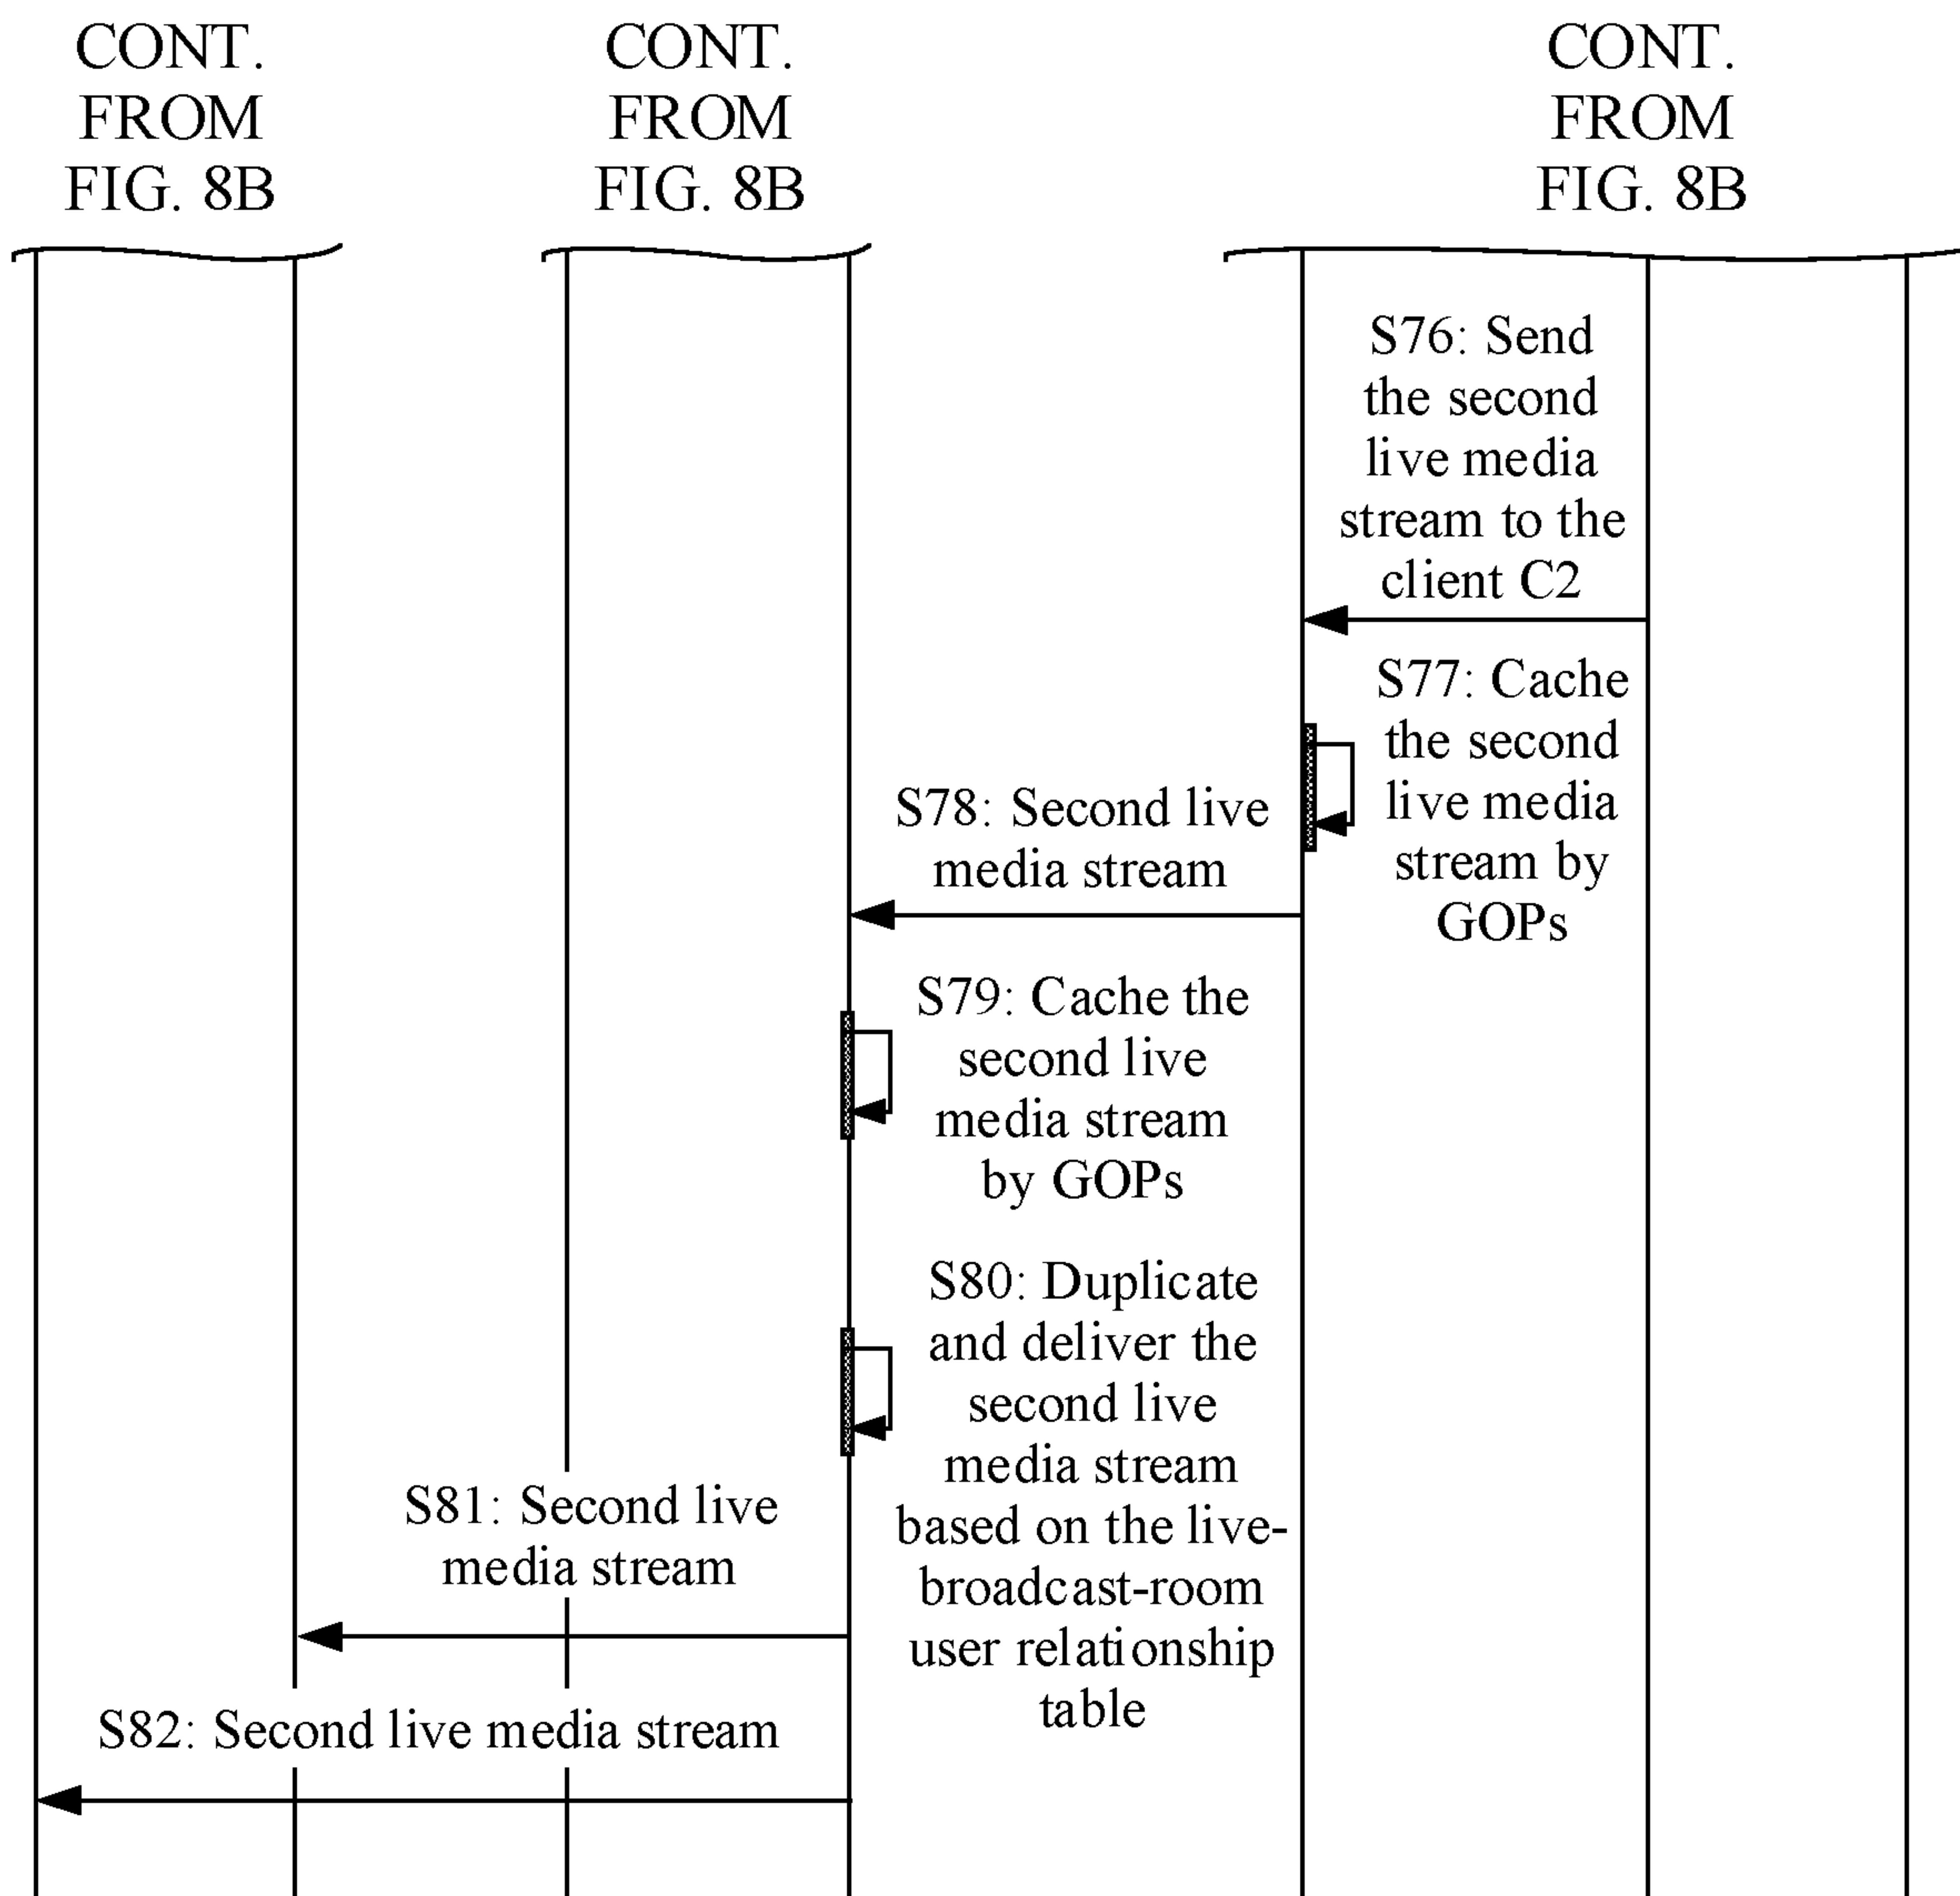 CONT.
FROM
FIG. 8B
CONT.
FROM
FIG. 8B
CONT.
FROM
FIG. 8B
S76: Send
the second
live media
stream to the
client C2
S77: Cache
the second
live media
stream by
GOPs
S78: Second live
media stream
S79: Cache the
second live
media stream
by GOPs
S80: Duplicate
and deliver the
second live
media stream
based on the live-
broadcast-room
user relationship
table
S81: Second live
media stream
S82: Second live media stream